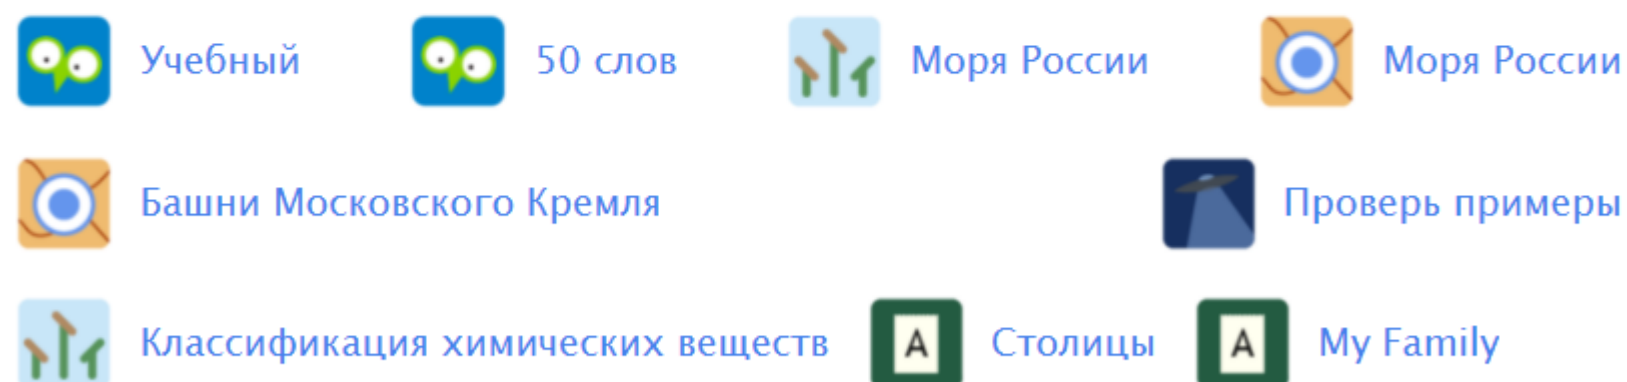 Учебный 50 слов Моря России Моря России
Башни Московского Кремля Проверь примеры
Классификация химических веществ A Столицы A My Family